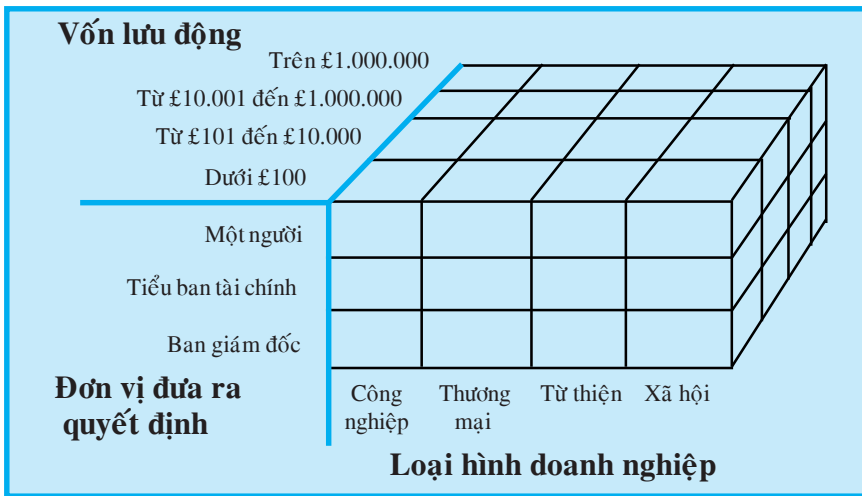 Vốn lưu động
Trên £1.000.000
Từ £10.001 đến £1.000.000
Từ £101 đến £10.000
Dưới £100
Một người
Tiểu ban tài chính
Ban giám đốc
Đơn vị đưa ra
quyết định
Công
nghiệp
Thương
mại
Từ thiện
Xã hội
Loại hình doanh nghiệp